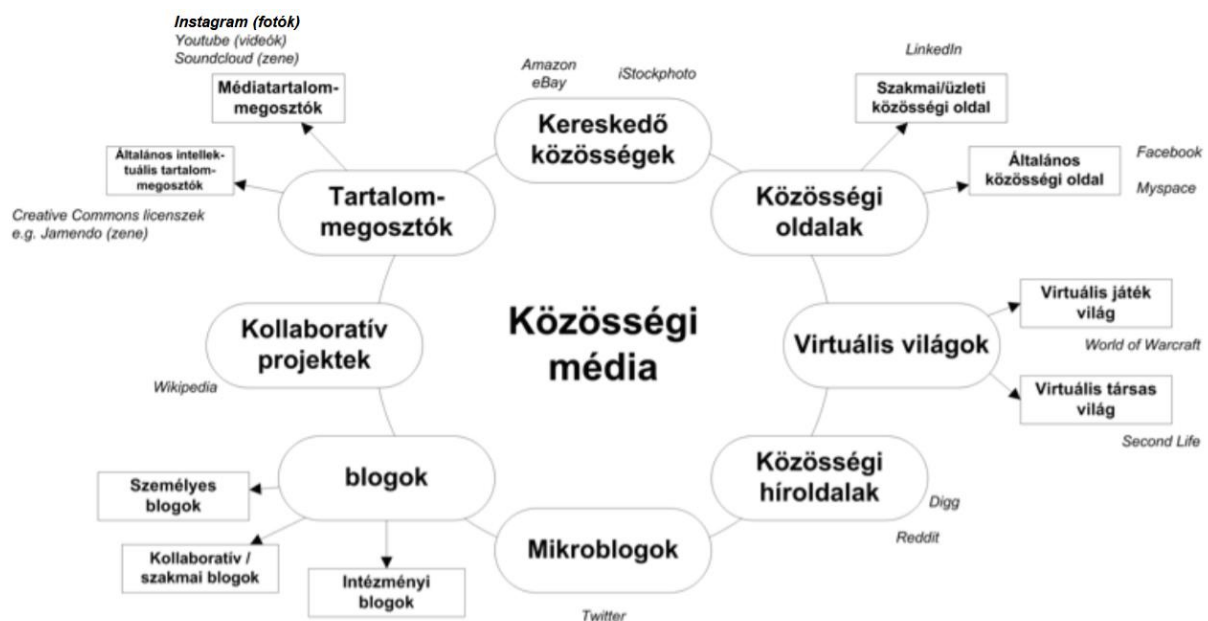 Instagram (fotók)
Youtube (videók)
Soundcloud (zene)
Médiatartalom-
megosztók
Általános intellek-
tuális tartalom-
megosztók
Creative Commons licenszek
e.g. Jamendo (zene)
Tartalom-
megosztók
Amazon
eBay
iStockphoto
Kereskedő
közösségek
LinkedIn
Szakmai/üzleti
közösségi oldal
Általános
közösségi oldal
Facebook
Myspace
Közösségi
oldalak
Közösségi
média
Kollaboratív
projektek
Wikipedia
Virtuális világok
Virtuális játék
világ
World of Warcraft
Virtuális társas
világ
Second Life
blogok
Személyes
blogok
Kollaboratív /
szakmai blogok
Intézményi
blogok
Mikroblogok
Twitter
Közösségi
híroldalak
Digg
Reddit